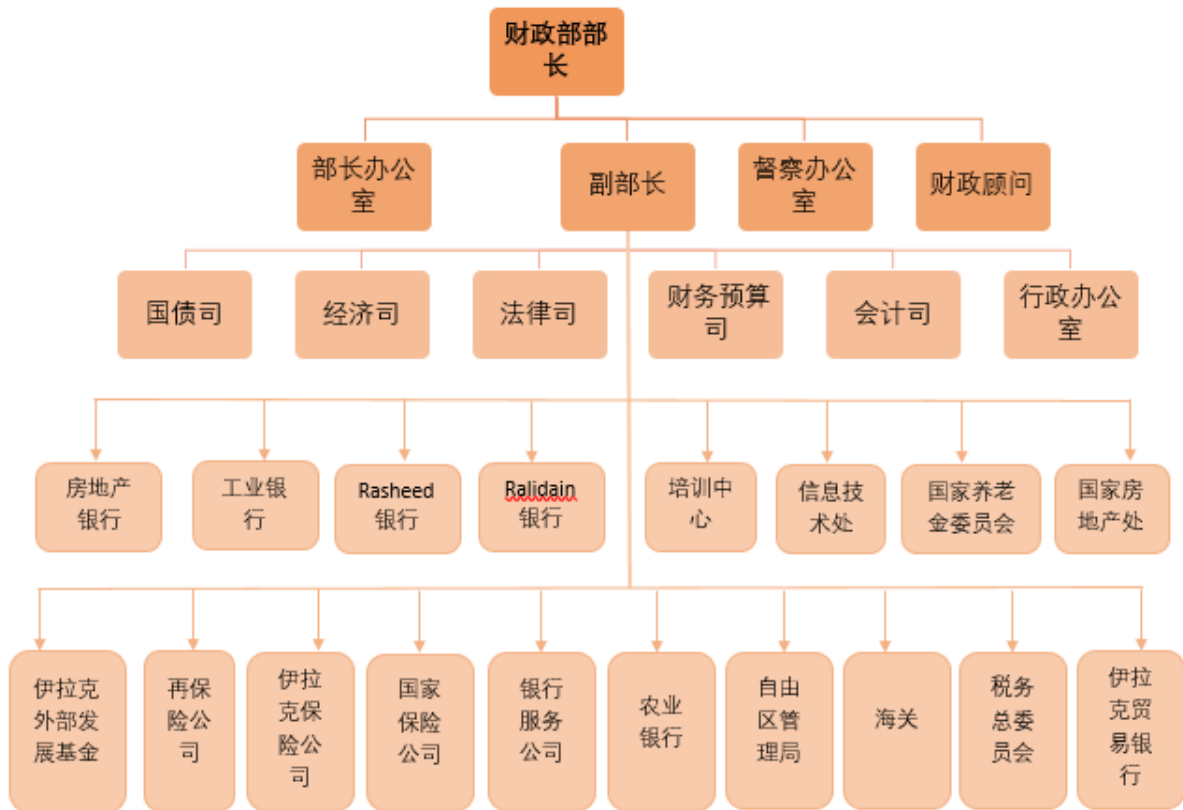 财政部部
长
部长办公
室
副部长
督察办公
室
财政顾问
国债司
经济司
法律司
财务预算
司
会计司
行政办公
室
房地产
银行
工业银
行
Rasheed
银行
Ralidain
银行
培训中
心
信息技
术处
国家养老
金委员会
国家房
地产处
伊拉克
外部发
展基金
再保
险公
司
伊拉
克保
险公
司
国家
保险
公司
银行
服务
公司
农业
银行
自由
区管
理局
海关
税务
总委
员会
伊拉
克贸
易银
行